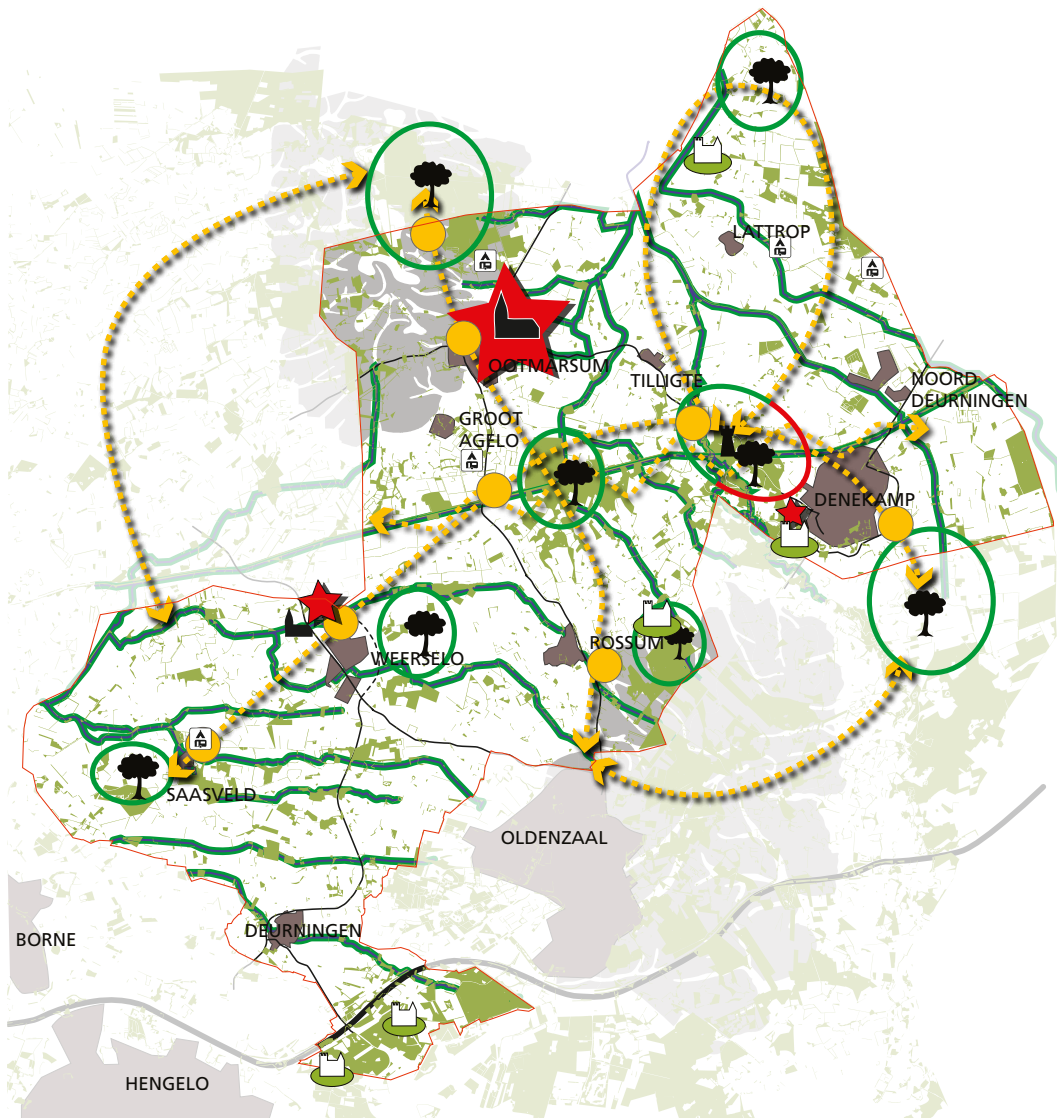 LATTROP
OOTMARSUM
TILLIGTE
NOORD
DEURNINGEN
GROOT
AGELO
DENEKAMP
ROSSUM
WEERSELO
SAASVELD
OLDENZAAL
DEURNINGEN
BORNE
HENGELO